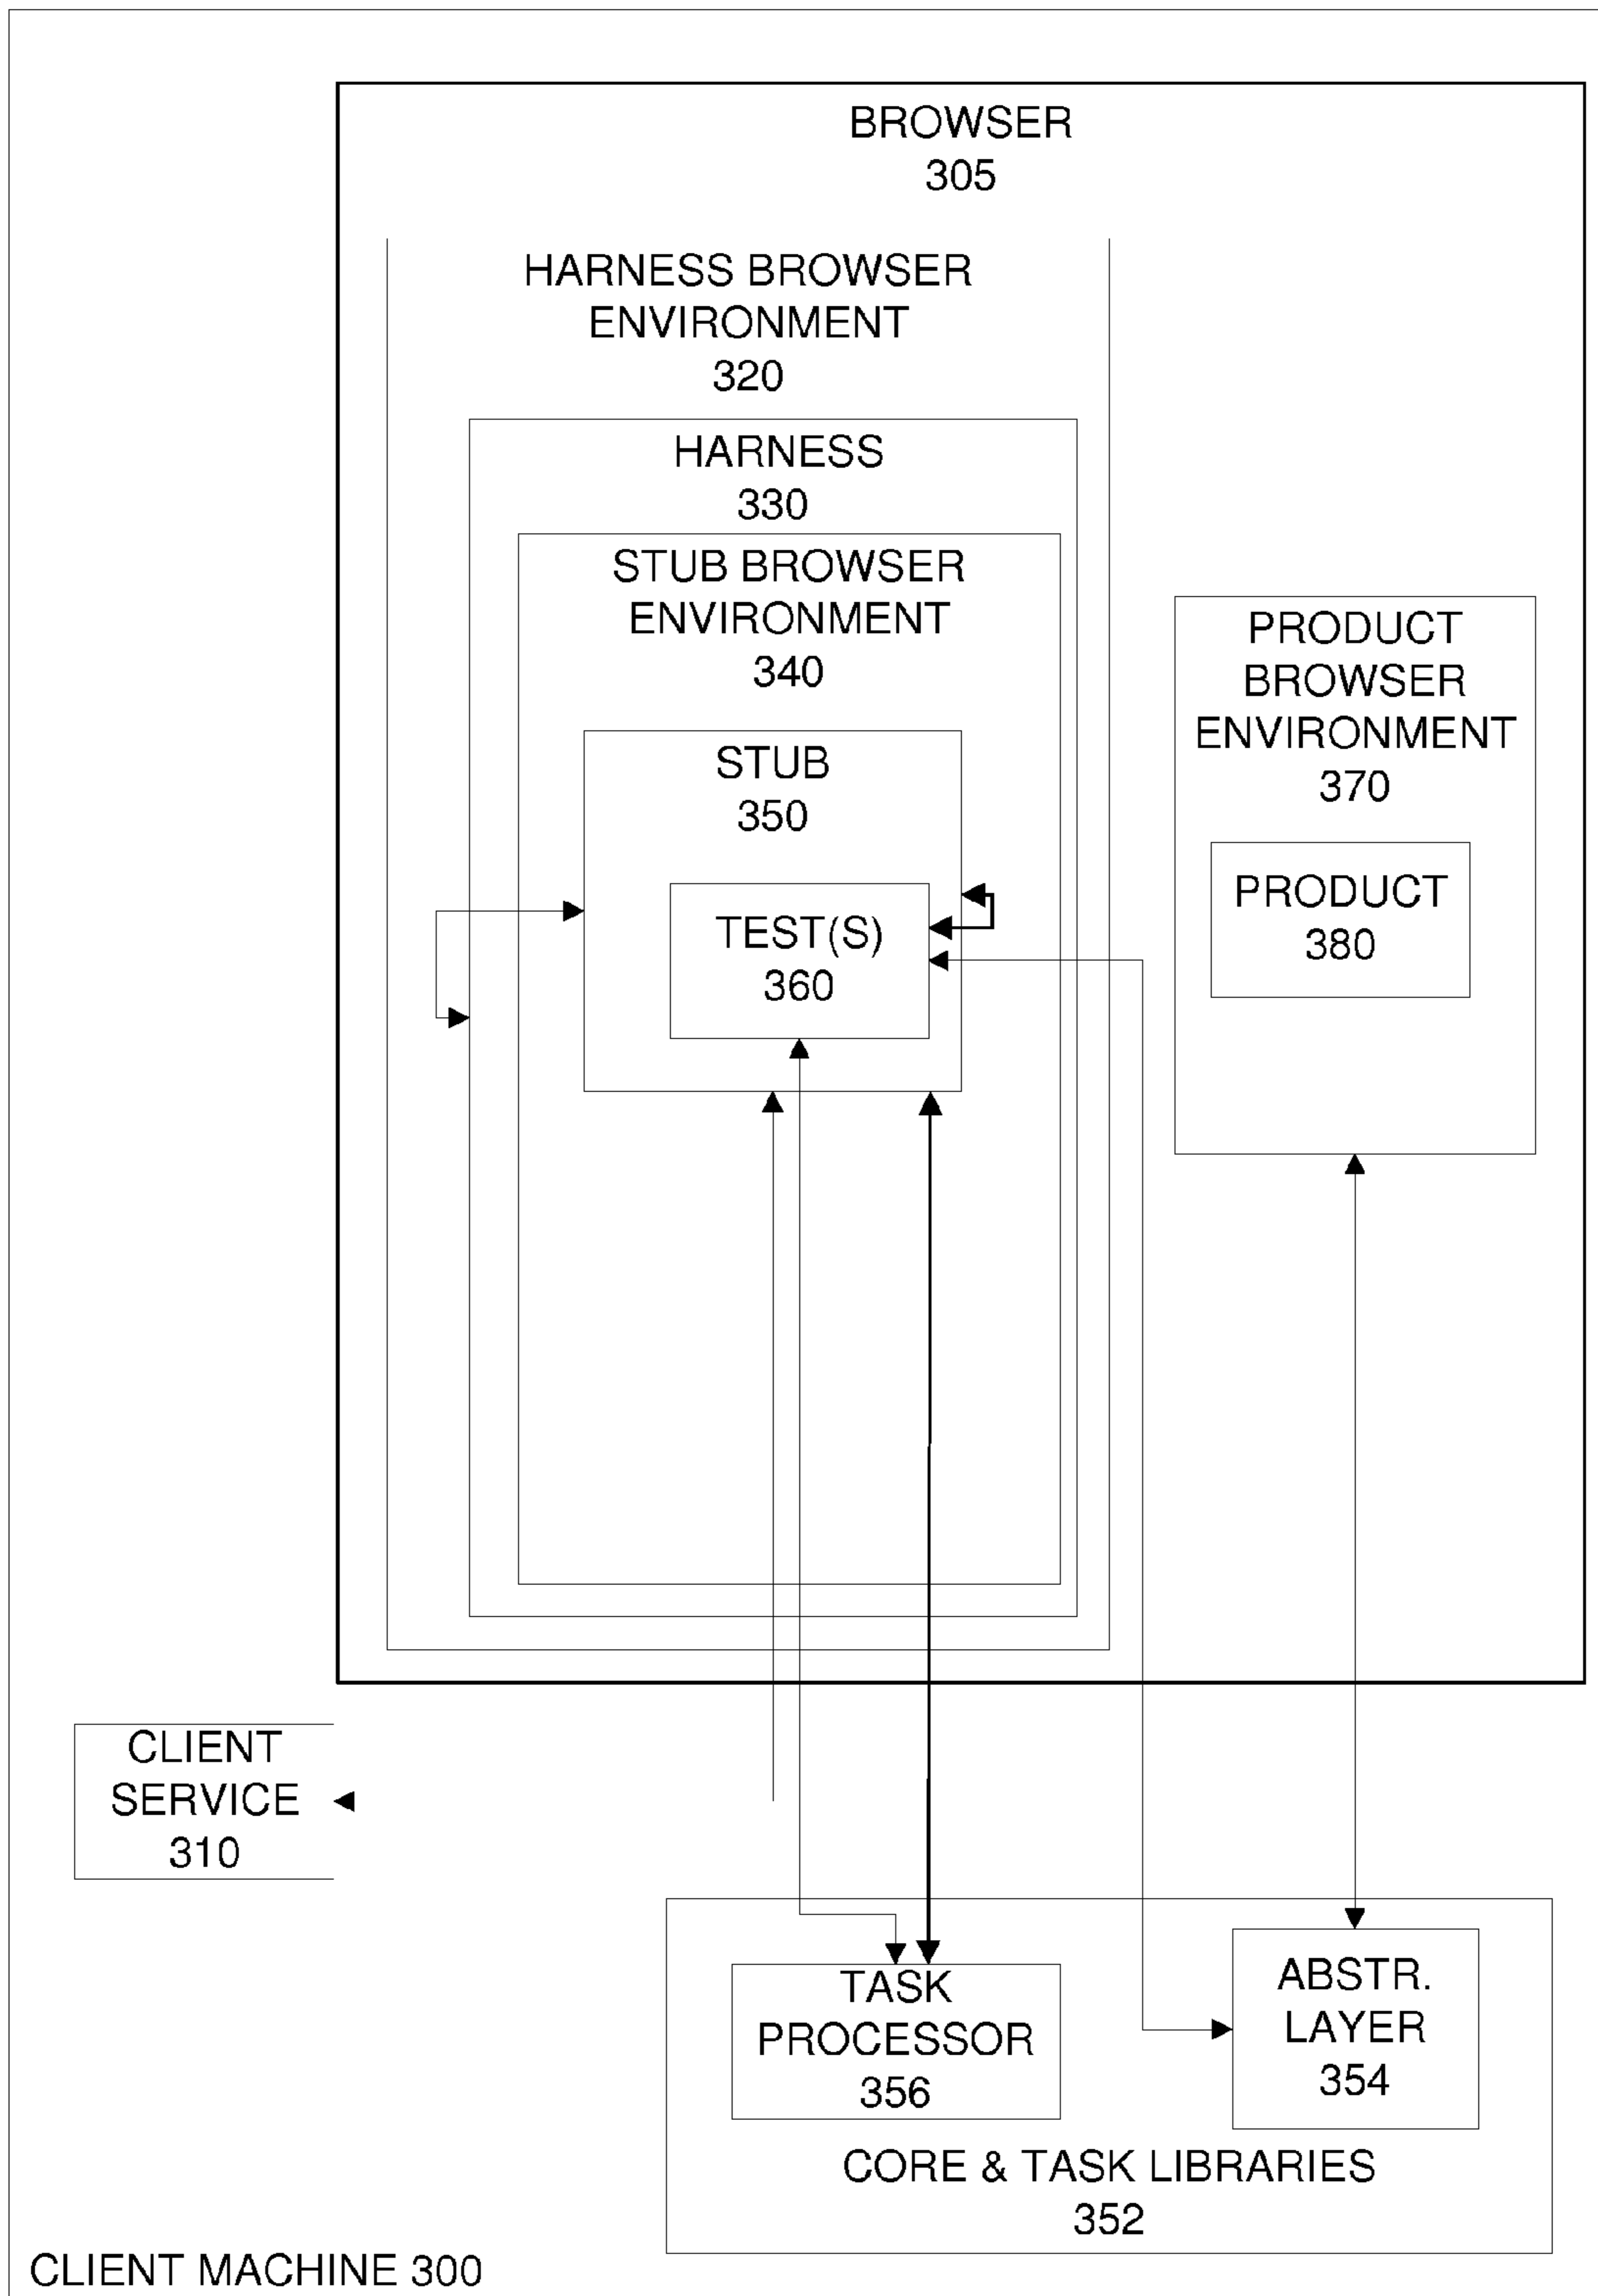 BROWSER
305
HARNESS BROWSER
ENVIRONMENT
320
HARNESS
330
STUB BROWSER
ENVIRONMENT
340
STUB
350
TEST(S)
360
PRODUCT
BROWSER
ENVIRONMENT
370
PRODUCT
380
CLIENT
SERVICE
310
TASK
PROCESSOR
356
ABSTR.
LAYER
354
CORE & TASK LIBRARIES
352
CLIENT MACHINE 300